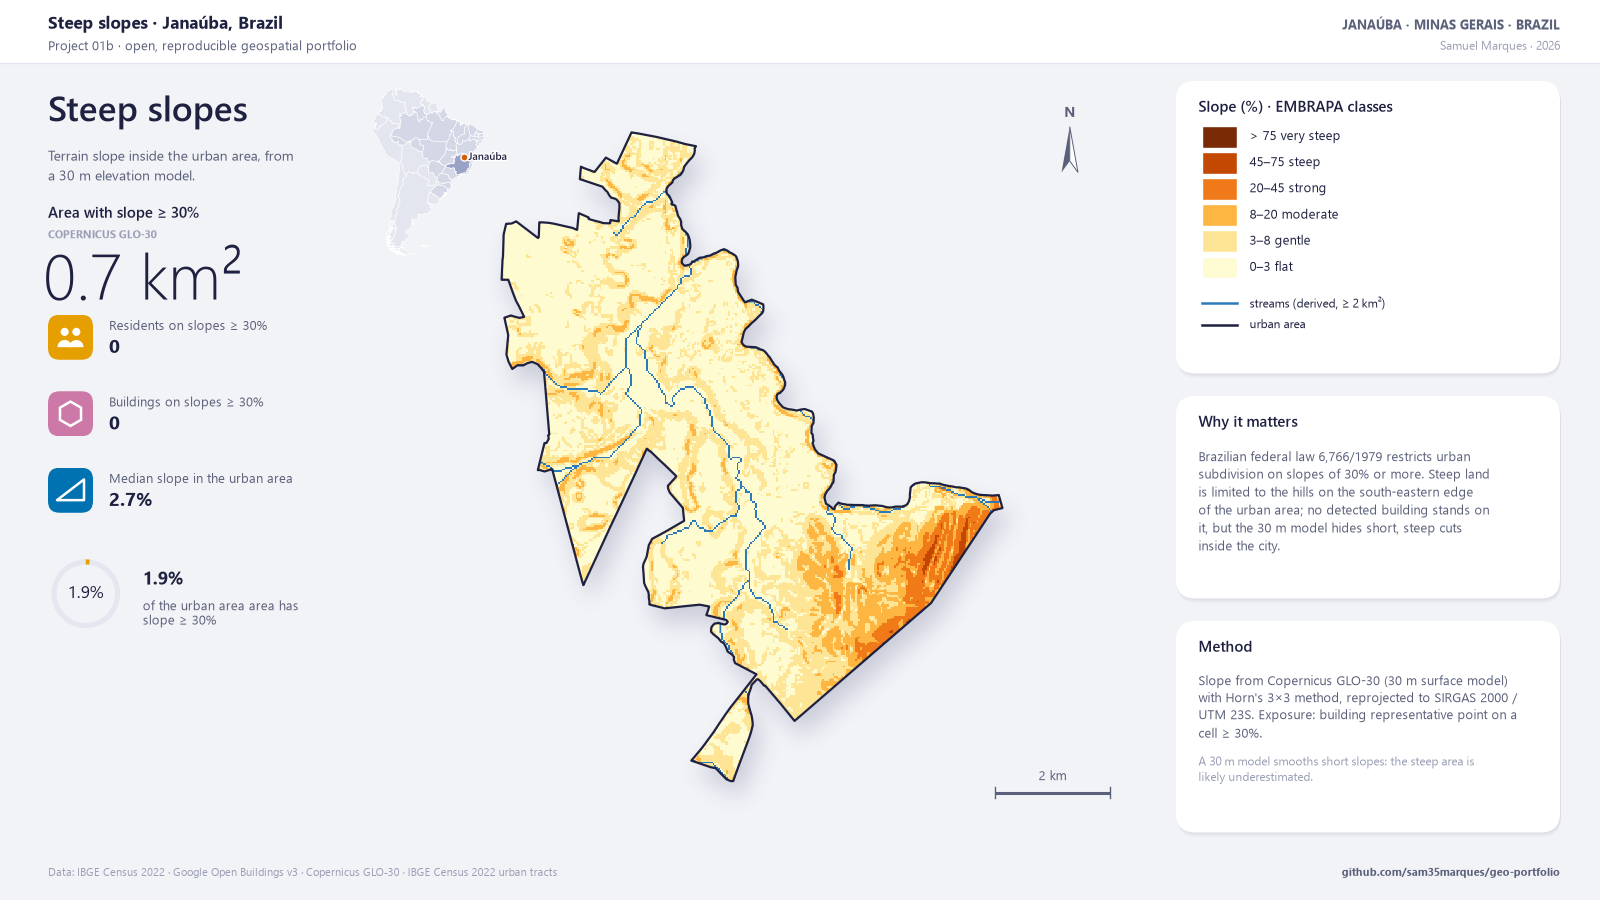 Steep slopes · Janaúba, Brazil
Project 01b · open, reproducible geospatial portfolio
JANAÚBA · MINAS GERAIS · BRAZIL
Samuel Marques · 2026
Steep slopes
Terrain slope inside the urban area, from
a 30 m elevation model.
Area with slope ≥ 30%
COPERNICUS GLO-30
0.7 km²
Residents on slopes ≥ 30%
0
Buildings on slopes ≥ 30%
0
Median slope in the urban area
2.7%
1.9%
1.9%
of the urban area area has
slope ≥ 30%
Janaúba
N
2 km
Slope (%) · EMBRAPA classes
> 75 very steep
45–75 steep
20–45 strong
8–20 moderate
3–8 gentle
0–3 flat
streams (derived, ≥ 2 km²)
urban area
Why it matters
Brazilian federal law 6,766/1979 restricts urban
subdivision on slopes of 30% or more. Steep land
is limited to the hills on the south-eastern edge
of the urban area; no detected building stands on
it, but the 30 m model hides short, steep cuts
inside the city.
Method
Slope from Copernicus GLO-30 (30 m surface model)
with Horn's 3×3 method, reprojected to SIRGAS 2000 /
UTM 23S. Exposure: building representative point on a
cell ≥ 30%.
A 30 m model smooths short slopes: the steep area is
likely underestimated.
Data: IBGE Census 2022 · Google Open Buildings v3 · Copernicus GLO-30 · IBGE Census 2022 urban tracts
github.com/sam35marques/geo-portfolio